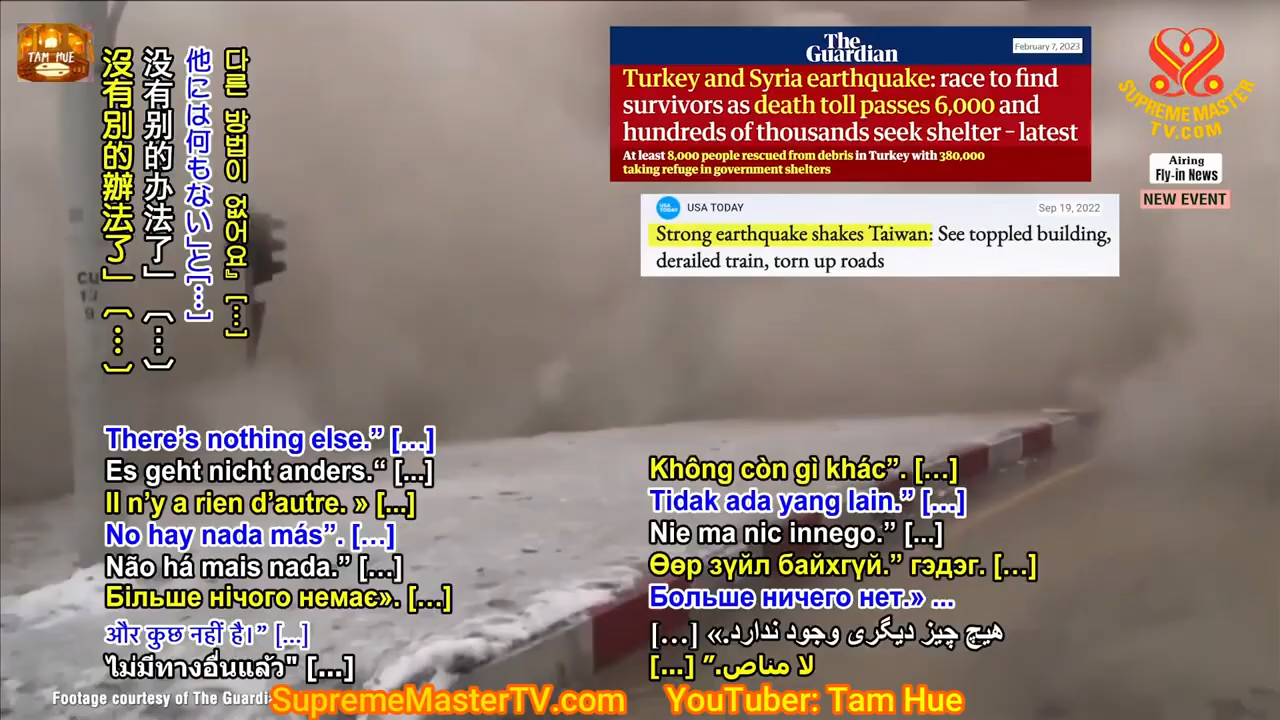 TAM HUE
沒有別的辦法了」〔…〕
没有别的办法了」〔…〕
他には何もない」と[…]
다른 방법이 없어요』 […]
The Guardian
February 7, 2023
Turkey and Syria earthquake: race to find
survivors as death toll passes 6,000 and
hundreds of thousands seek shelter – latest
At least 8,000 people rescued from debris in Turkey with 380,000
taking refuge in government shelters
USA TODAY
USA TODAY
Sep 19, 2022
Strong earthquake shakes Taiwan: See toppled building,
derailed train, torn up roads
SUPREME MASTER
TV.COM
Airing
Fly-in News
NEW EVENT
There’s nothing else.” […]
Es geht nicht anders.“ [...]
Il n’y a rien d’autre. » [...]
No hay nada más”. […]
Não há mais nada.” […]
Більше нічого немає». […]
और कुछ नहीं है।” [...]
ไม่มีทางอื่นแล้ว" […]
Không còn gì khác”. […]
Tidak ada yang lain.” […]
Nie ma nic innego.” [...]
Өөр зүйл байхгүй.” гэдэг. […]
Больше ничего нет.» ...
هیچ چیز دیگری وجود ندارد.» […]
لا مناص.” […]
Footage courtesy of The Guardi
SupremeMasterTV.com
YouTuber: Tam Hue